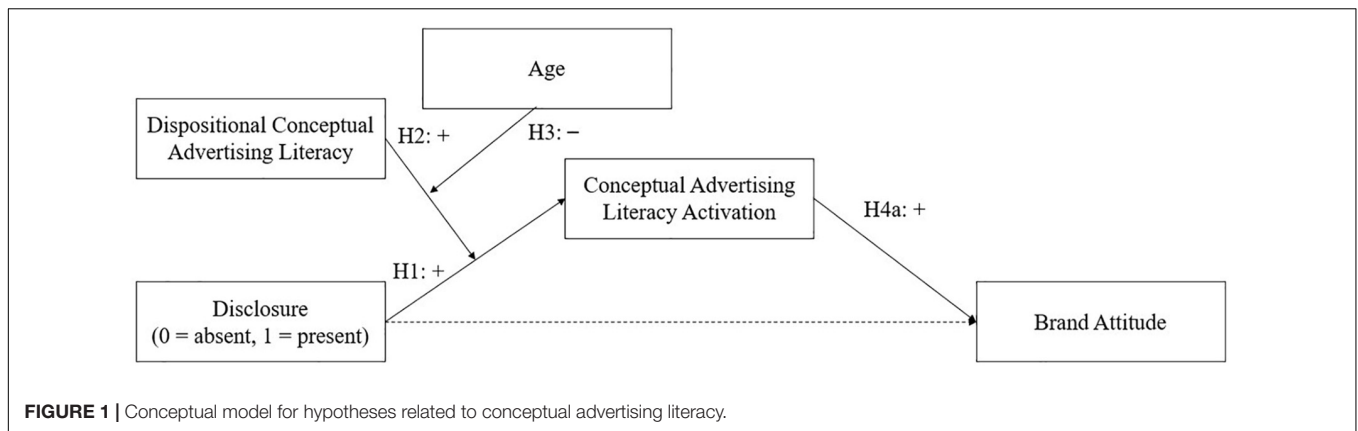 Age
Dispositional Conceptual
Advertising Literacy
H2: +
H3: –
Conceptual Advertising
Literacy Activation
H4a: +
H1: +
Disclosure
(0 = absent, 1 = present)
Brand Attitude
FIGURE 1 | Conceptual model for hypotheses related to conceptual advertising literacy.